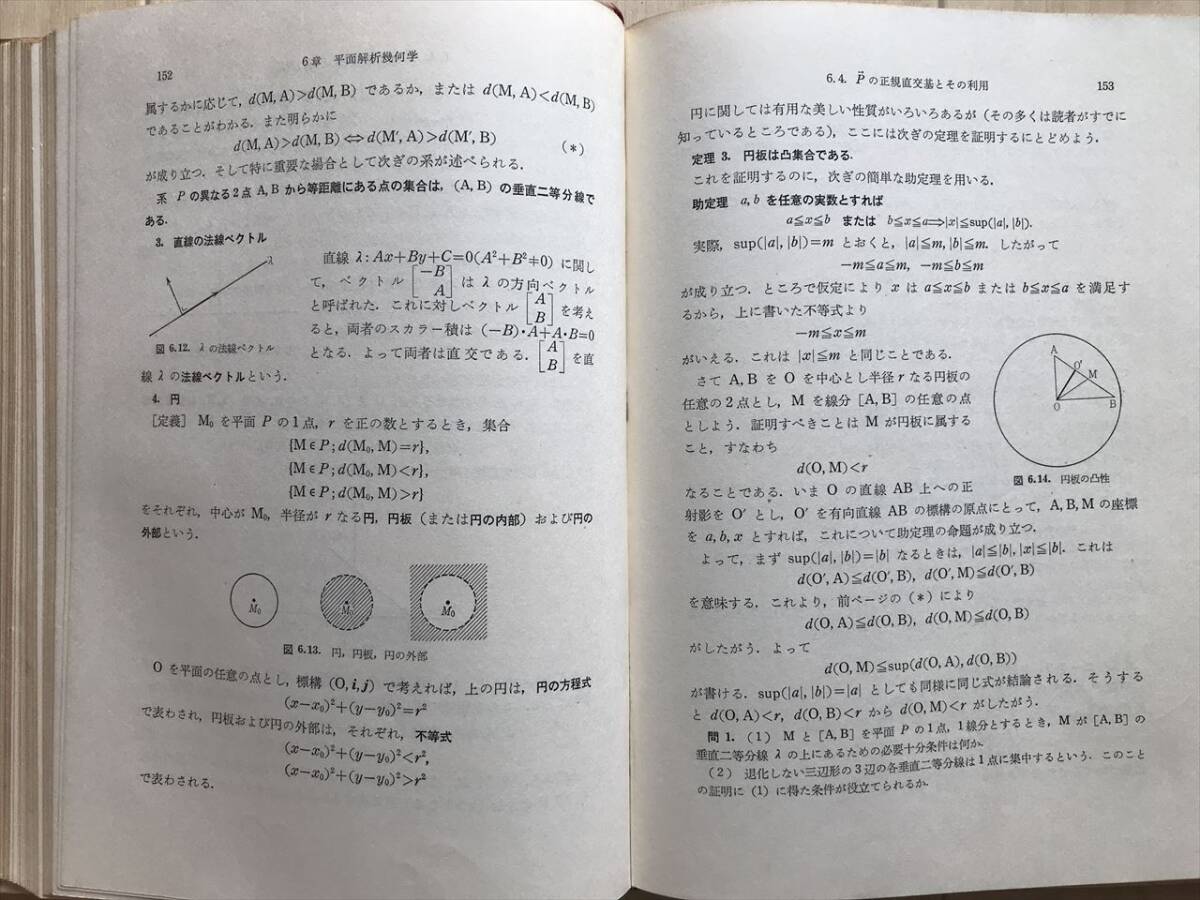 152
6章 平面解析幾何学
属するかに応じて, d(M, A)>d(M, B) であるか, または d(M, A)<d(M, B)
であることがわかる. また明らかに
d(M, A)>d(M, B)⇔d(M′, A)>d(M′, B) (*)
が成り立つ. そして特に重要な場合として次ぎの系が述べられる.
系 P の異なる2点 A, B から等距離にある点の集合は, (A, B) の垂直二等分線で
ある.
3. 直線の法線ベクトル
直線 λ: Ax+By+C=0(A²+B²≠0) に関し
て, ベクトル [−B A] は λ の方向ベクトル
と呼ばれた. これに対しベクトル [A B] を考え
ると, 両者のスカラー積は (−B)・A+A・B=0
となる. よって両者は直交である. [A B] を直
線 λ の法線ベクトルという.
λ
図 6.12. λ の法線ベクトル
4. 円
[定義] M₀ を平面 P の1点, r を正の数とするとき, 集合
{M∈P; d(M₀, M)=r},
{M∈P; d(M₀, M)<r},
{M∈P; d(M₀, M)>r}
をそれぞれ, 中心が M₀, 半径が r なる円, 円板 (または円の内部) および円の
外部という.
M₀ M₀ M₀
図 6.13. 円, 円板, 円の外部
O を平面の任意の点とし, 標構 (O, i, j) で考えれば, 上の円は, 円の方程式
(x−x₀)²+(y−y₀)²=r²
で表わされ, 円板および円の外部は, それぞれ, 不等式
(x−x₀)²+(y−y₀)²<r²,
(x−x₀)²+(y−y₀)²>r²
で表わされる.
6.4. P⃗ の正規直交基とその利用
153
円に関しては有用な美しい性質がいろいろあるが (その多くは読者がすでに
知っているところである), ここには次ぎの定理を証明するにとどめよう.
定理 3. 円板は凸集合である.
これを証明するのに, 次ぎの簡単な助定理を用いる.
助定理 a, b を任意の実数とすれば
a≦x≦b または b≦x≦a⟹|x|≦sup(|a|, |b|).
実際, sup(|a|, |b|)=m とおくと, |a|≦m, |b|≦m. したがって
−m≦a≦m, −m≦b≦m
が成り立つ. ところで仮定により x は a≦x≦b または b≦x≦a を満足す
るから, 上に書いた不等式より
−m≦x≦m
がいえる. これは |x|≦m と同じことである.
さて A, B を O を中心とし半径 r なる円板の
任意の2点とし, M を線分 [A, B] の任意の点
としよう. 証明すべきことは M が円板に属する
こと, すなわち
d(O, M)<r
なることである. いま O の直線 AB 上への正
A
O′
M
O
B
図 6.14. 円板の凸性
射影を O′ とし, O′ を有向直線 AB の標構の原点にとって, A, B, M の座標
を a, b, x とすれば, これについて助定理の命題が成り立つ.
よって, まず sup(|a|, |b|)=|b| なるときは, |a|≦|b|, |x|≦|b|. これは
d(O′, A)≦d(O′, B), d(O′, M)≦d(O′, B)
を意味する. これより, 前ページの (*) により
d(O, A)≦d(O, B), d(O, M)≦d(O, B)
がしたがう. よって
d(O, M)≦sup(d(O, A), d(O, B))
が書ける. sup(|a|, |b|)=|a| としても同様に同じ式が結論される. そうする
と d(O, A)<r, d(O, B)<r から d(O, M)<r がしたがう.
問 1. (1) M と [A, B] を平面 P の1点, 1線分とするとき, M が [A, B] の
垂直二等分線 λ の上にあるための必要十分条件は何か.
(2) 退化しない三辺形の3辺の各垂直二等分線は1点に集中するという. このこと
の証明に (1) に得た条件が役立てられるか.